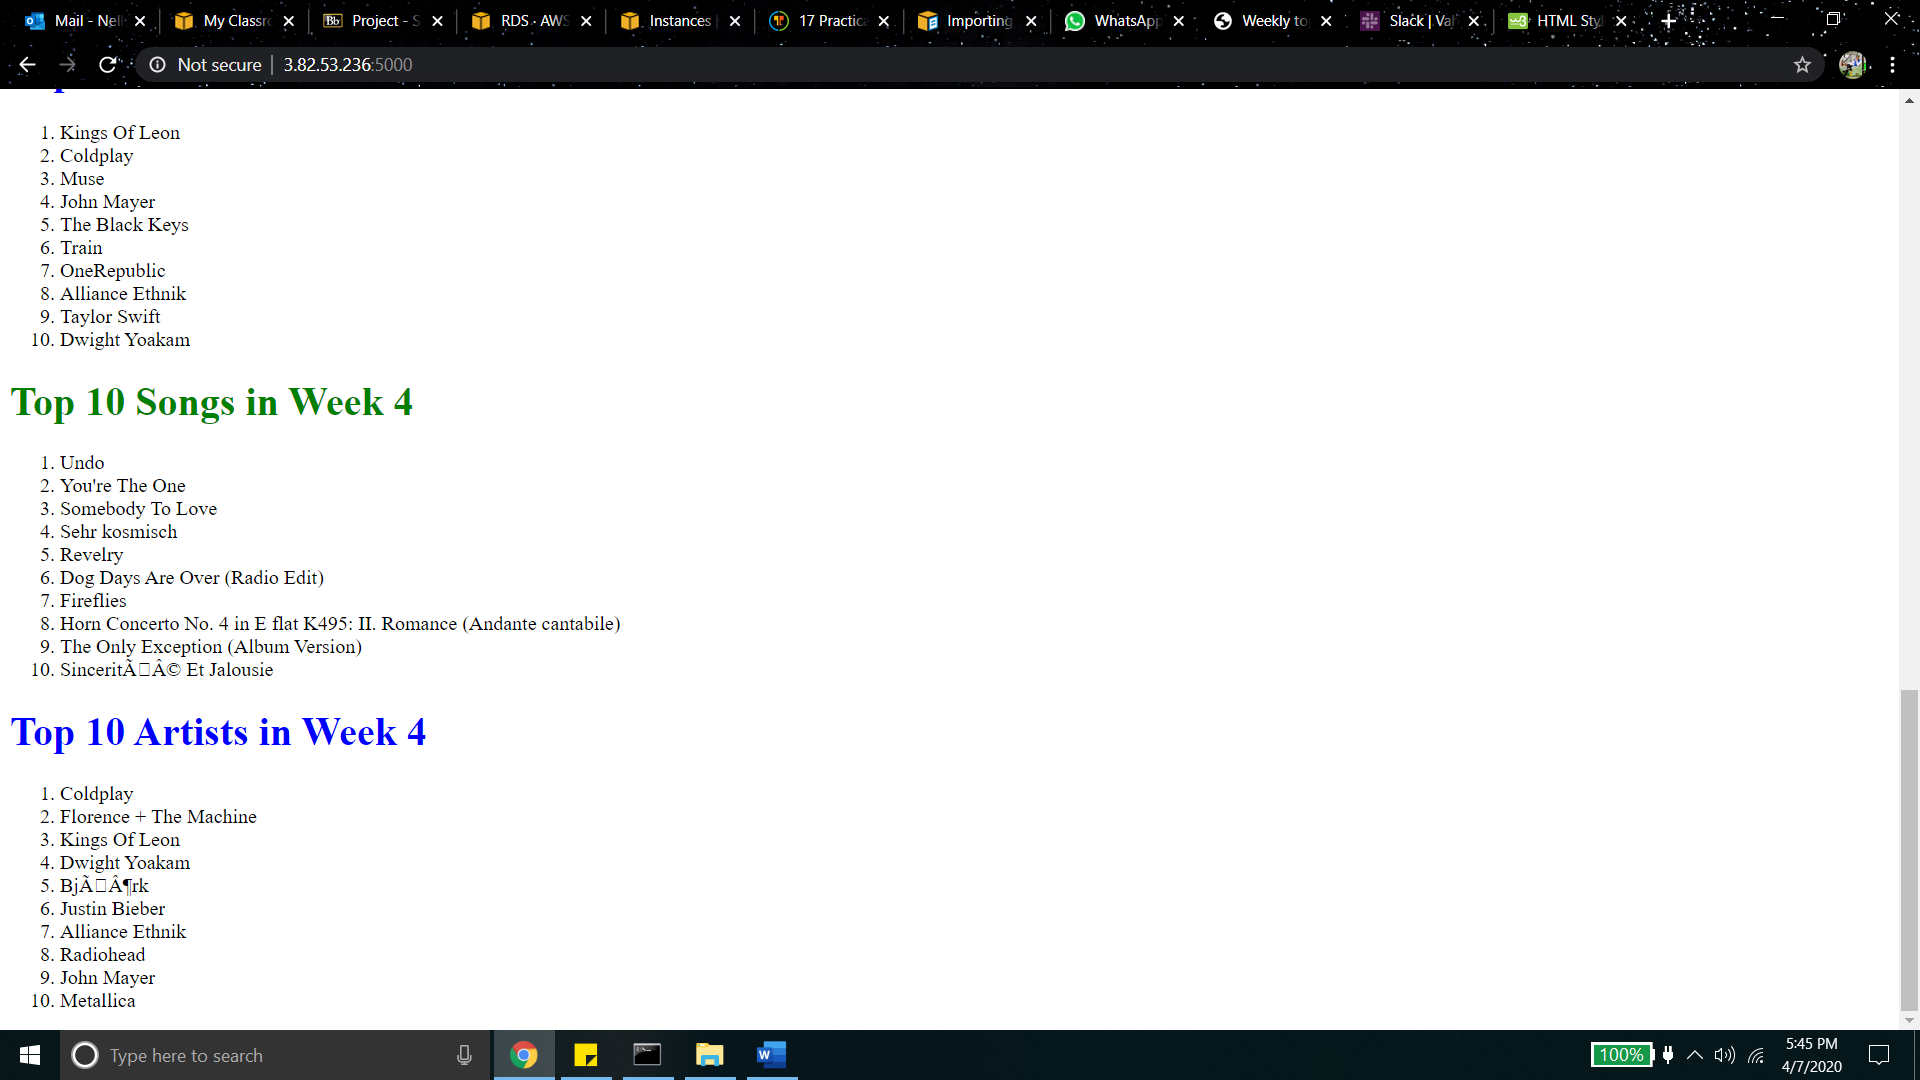 Mail - Nell
My Classr
Bb Project - S
RDS · AWS
Instances
17 Practica
Importing
WhatsApp
Weekly to
Slack | Val
w3 HTML Sty
Not secure | 3.82.53.236:5000
1. Kings Of Leon
2. Coldplay
3. Muse
4. John Mayer
5. The Black Keys
6. Train
7. OneRepublic
8. Alliance Ethnik
9. Taylor Swift
10. Dwight Yoakam
Top 10 Songs in Week 4
1. Undo
2. You're The One
3. Somebody To Love
4. Sehr kosmisch
5. Revelry
6. Dog Days Are Over (Radio Edit)
7. Fireflies
8. Horn Concerto No. 4 in E flat K495: II. Romance (Andante cantabile)
9. The Only Exception (Album Version)
10. SinceritÃ□Â© Et Jalousie
Top 10 Artists in Week 4
1. Coldplay
2. Florence + The Machine
3. Kings Of Leon
4. Dwight Yoakam
5. BjÃ□Â¶rk
6. Justin Bieber
7. Alliance Ethnik
8. Radiohead
9. John Mayer
10. Metallica
Type here to search
100%
5:45 PM
4/7/2020